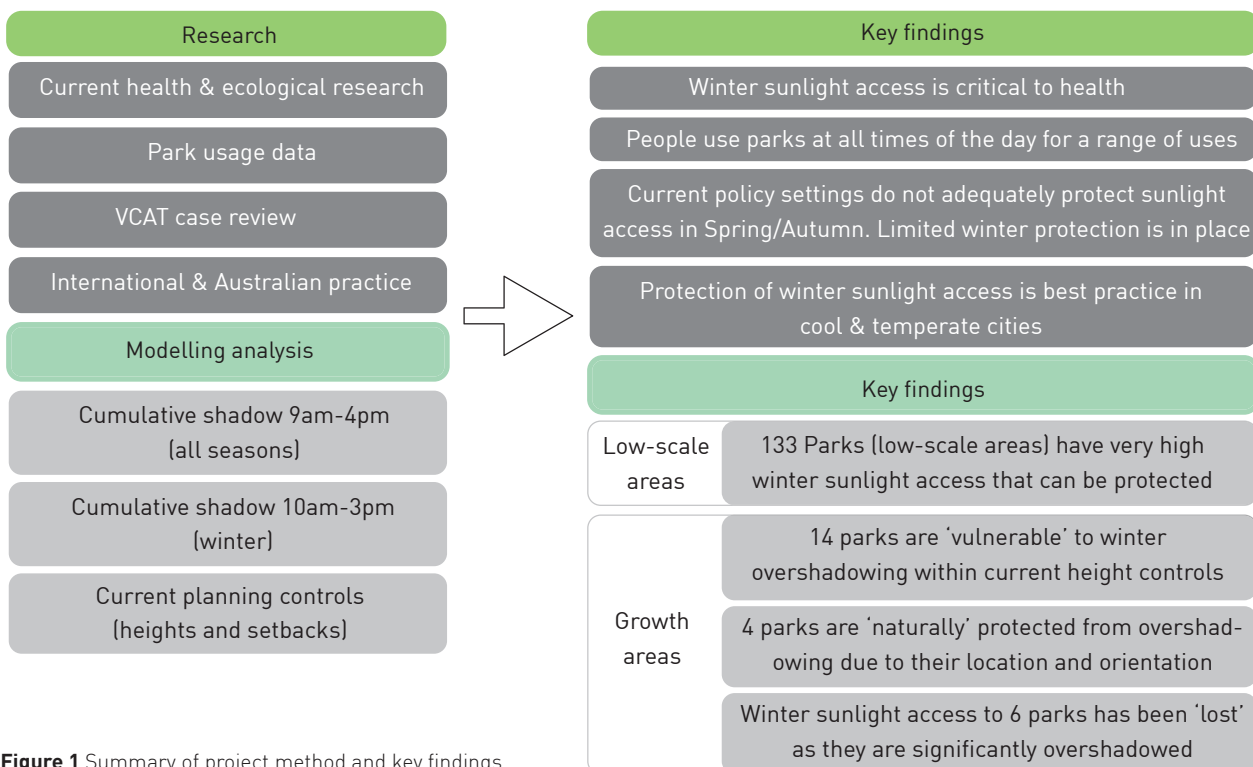 Research
Current health & ecological research
Park usage data
VCAT case review
International & Australian practice
Modelling analysis
Cumulative shadow 9am-4pm
(all seasons)
Cumulative shadow 10am-3pm
(winter)
Current planning controls
(heights and setbacks)
Key findings
Winter sunlight access is critical to health
People use parks at all times of the day for a range of uses
Current policy settings do not adequately protect sunlight
access in Spring/Autumn. Limited winter protection is in place
Protection of winter sunlight access is best practice in
cool & temperate cities
Key findings
Low-scale
areas
133 Parks (low-scale areas) have very high
winter sunlight access that can be protected
Growth
areas
14 parks are ‘vulnerable’ to winter
overshadowing within current height controls
4 parks are ‘naturally’ protected from overshad-
owing due to their location and orientation
Winter sunlight access to 6 parks has been ‘lost’
as they are significantly overshadowed
Figure 1 Summary of project method and key findings